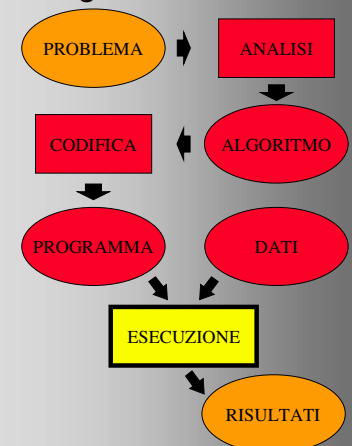 PROBLEMA
ANALISI
CODIFICA
ALGORITMO
PROGRAMMA
DATI
ESECUZIONE
RISULTATI